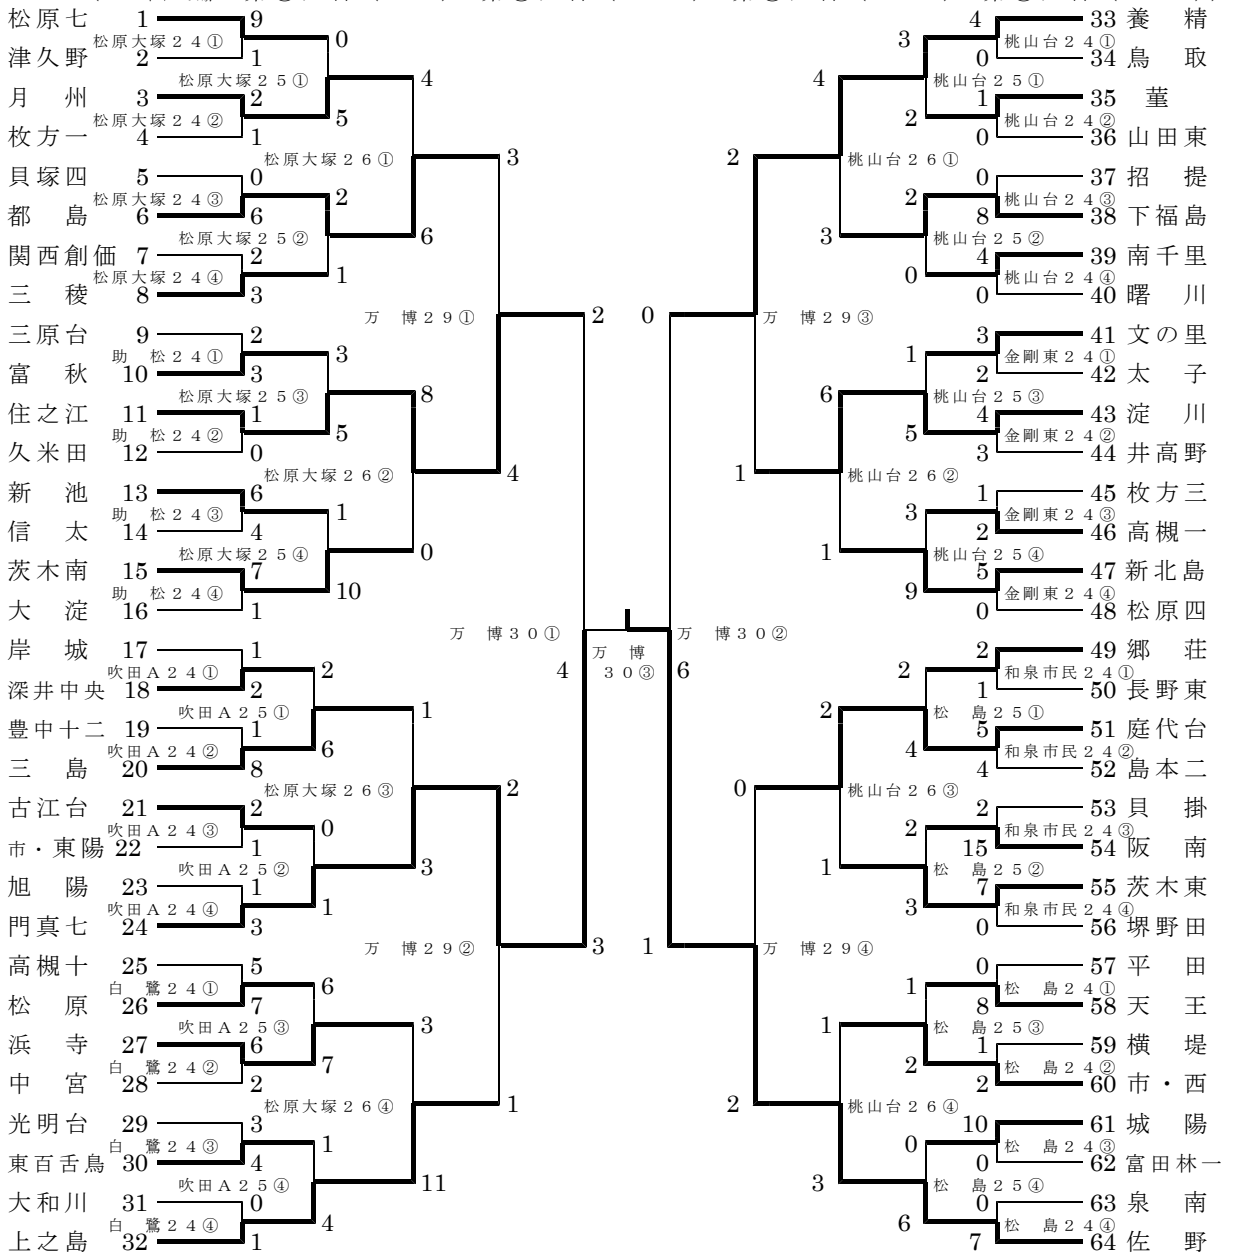 松原七 1 9
松原大塚２４①
津久野 2 1
0
松原大塚２５①
4
月　州 3 2
松原大塚２４②
枚方一 4 1
5
松原大塚２６①
3
貝塚四 5 0
松原大塚２４③
都　島 6 6
2
松原大塚２５②
6
関西創価 7 2
松原大塚２４④
三　稜 8 3
1
万　博２９①
2
三原台 9 2
助　松２４①
富　秋 10 3
3
松原大塚２５③
8
住之江 11 1
助　松２４②
久米田 12 0
5
松原大塚２６②
4
新　池 13 6
助　松２４③
信　太 14 4
1
松原大塚２５④
0
茨木南 15 7
助　松２４④
大　淀 16 1
10
万　博３０①
4
岸　城 17 1
吹田Ａ２４①
深井中央 18 2
2
吹田Ａ２５①
1
豊中十二 19 1
吹田Ａ２４②
三　島 20 8
6
松原大塚２６③
2
古江台 21 2
吹田Ａ２４③
市・東陽 22 1
0
吹田Ａ２５②
3
旭　陽 23 1
吹田Ａ２４④
門真七 24 3
1
万　博２９②
3
高槻十 25 5
白　鷺２４①
松　原 26 7
6
吹田Ａ２５③
3
浜　寺 27 6
白　鷺２４②
中　宮 28 2
7
松原大塚２６④
1
光明台 29 3
白　鷺２４③
東百舌鳥 30 4
1
吹田Ａ２５④
11
大和川 31 0
白　鷺２４④
上之島 32 1
4
万　博
３０③
4 33 養　精
桃山台２４①
0 34 鳥　取
3
桃山台２５①
4
1 35 菫
桃山台２４②
0 36 山田東
2
桃山台２６①
2
0 37 招　提
桃山台２４③
8 38 下福島
2
桃山台２５②
3
4 39 南千里
桃山台２４④
0 40 曙　川
0
万　博２９③
0
3 41 文の里
金剛東２４①
2 42 太　子
1
桃山台２５③
6
4 43 淀　川
金剛東２４②
3 44 井高野
5
桃山台２６②
1
1 45 枚方三
金剛東２４③
2 46 高槻一
3
桃山台２５④
1
5 47 新北島
金剛東２４④
0 48 松原四
9
万　博３０②
6
2 49 郷　荘
和泉市民２４①
1 50 長野東
2
松　島２５①
2
5 51 庭代台
和泉市民２４②
4 52 島本二
4
桃山台２６③
0
2 53 貝　掛
和泉市民２４③
15 54 阪　南
2
松　島２５②
1
7 55 茨木東
和泉市民２４④
0 56 堺野田
3
万　博２９④
1
0 57 平　田
松　島２４①
8 58 天　王
1
松　島２５③
1
1 59 横　堤
松　島２４②
2 60 市・西
2
桃山台２６④
2
10 61 城　陽
松　島２４③
0 62 富田林一
0
松　島２５④
3
0 63 泉　南
松　島２４④
7 64 佐　野
6